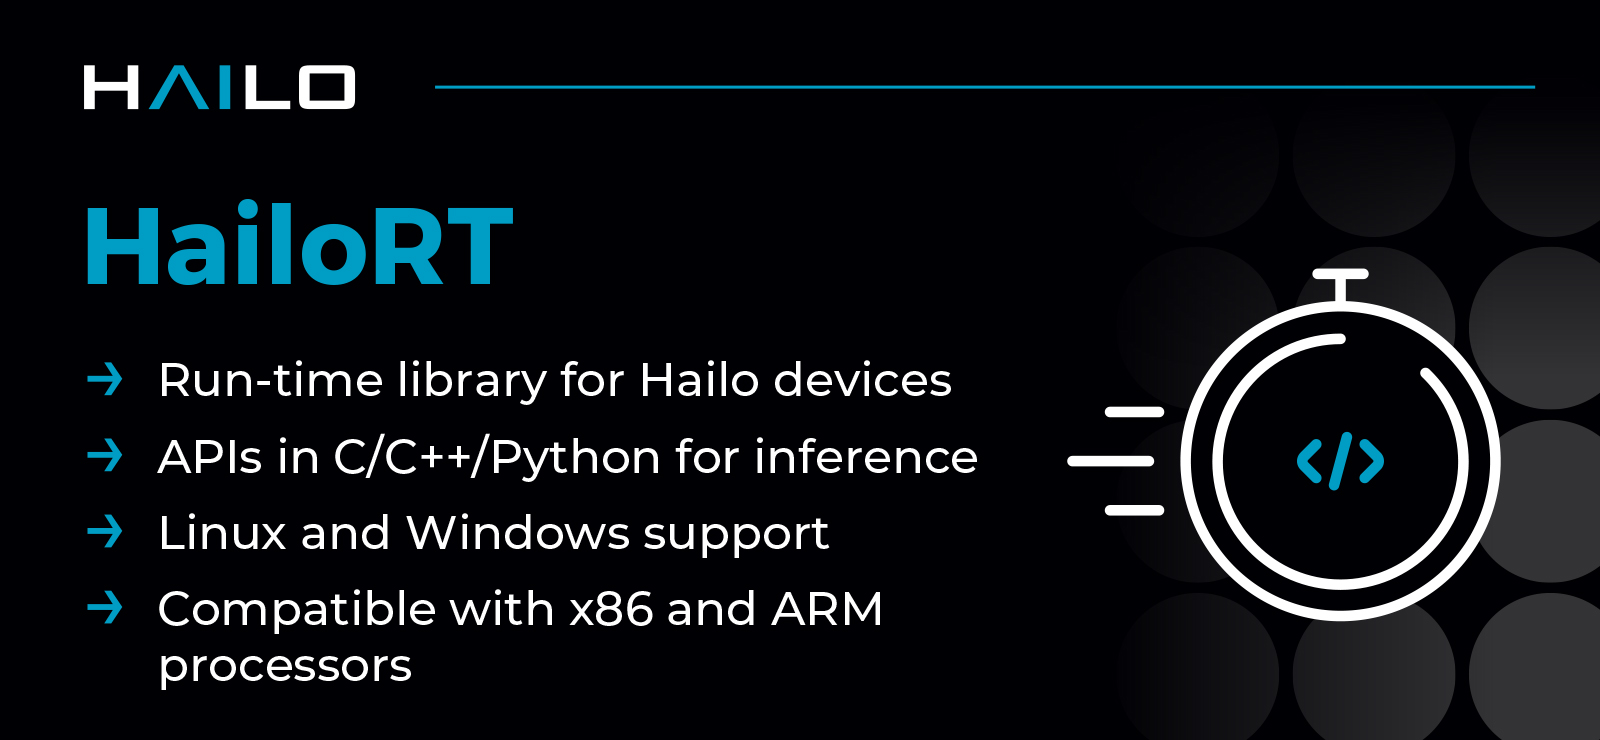 HAILO
HailoRT
→ Run-time library for Hailo devices
→ APIs in C/C++/Python for inference
→ Linux and Windows support
→ Compatible with x86 and ARM
processors
</>